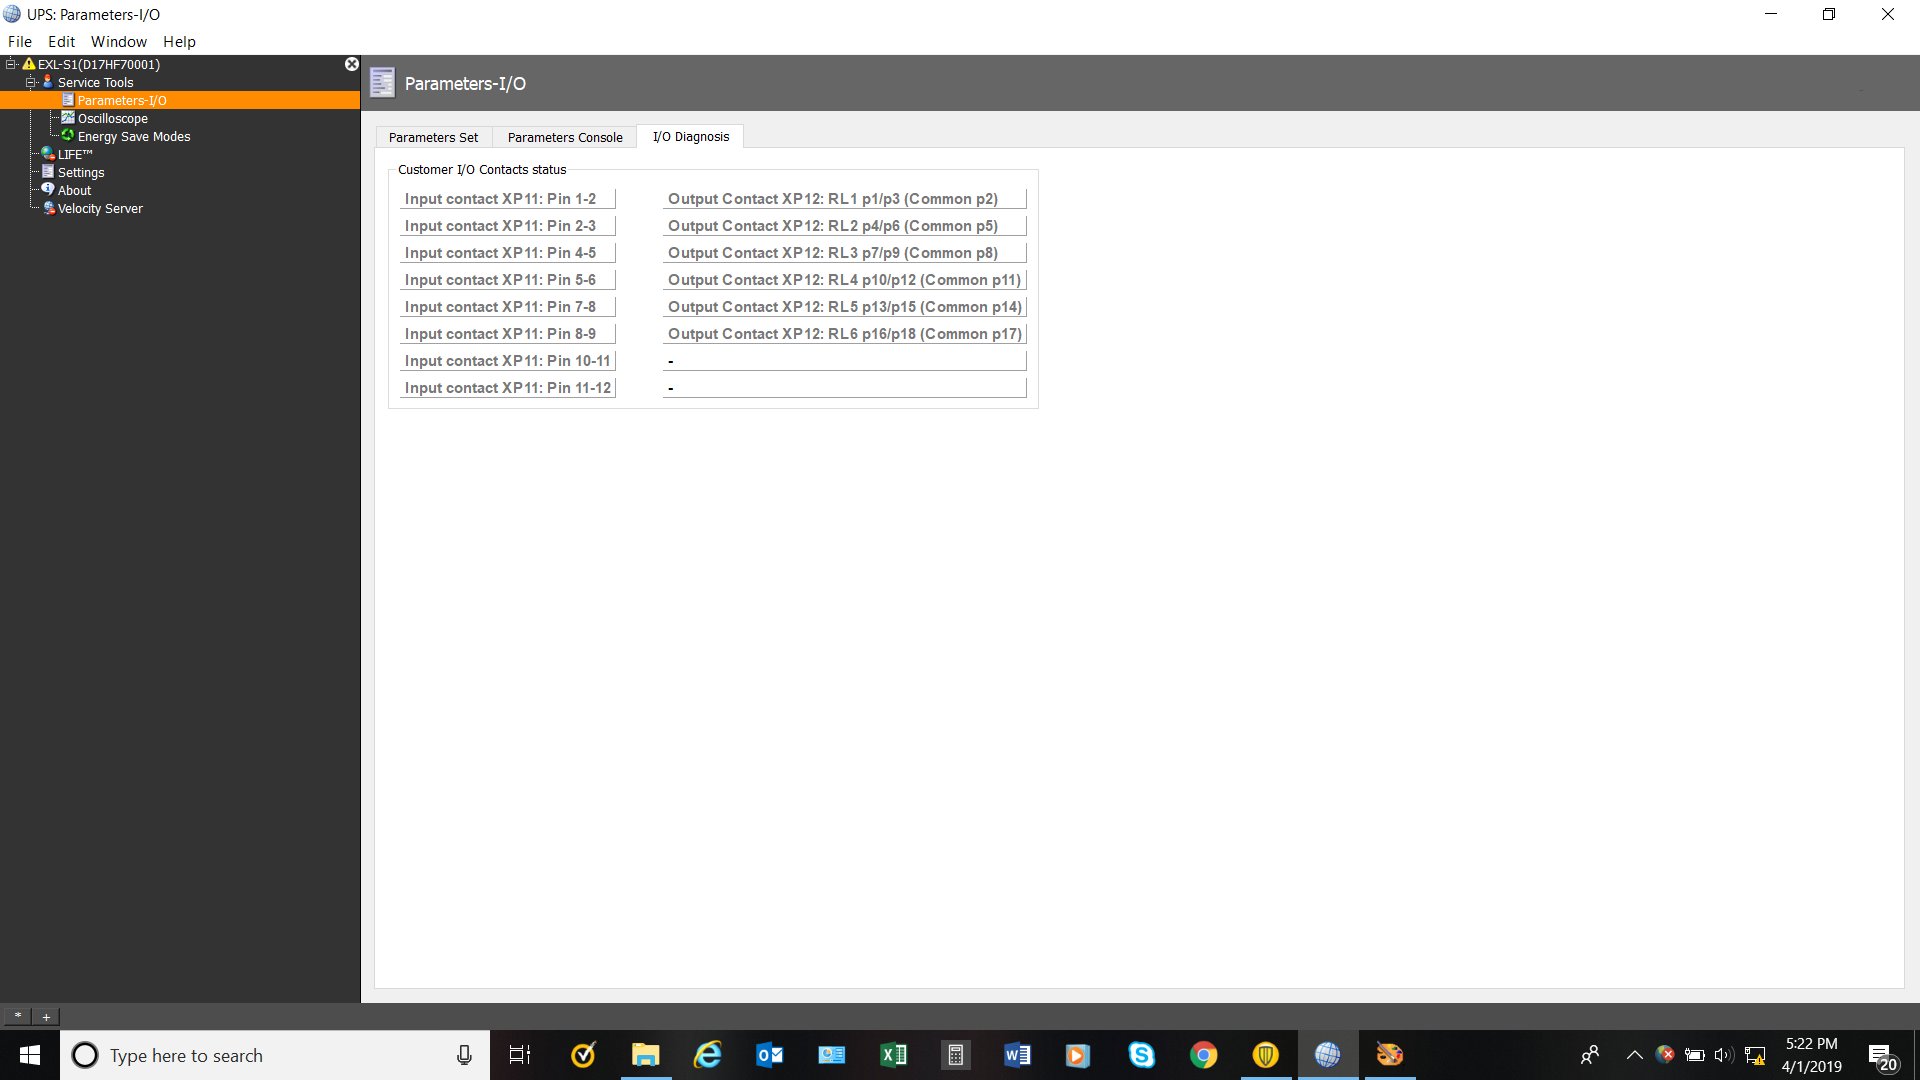 UPS: Parameters-I/O
File Edit Window Help
EXL-S1(D17HF70001)
Service Tools
Parameters-I/O
Oscilloscope
Energy Save Modes
LIFE™
Settings
About
Velocity Server
Parameters-I/O
Parameters Set Parameters Console I/O Diagnosis
Customer I/O Contacts status
Input contact XP11: Pin 1-2 Output Contact XP12: RL1 p1/p3 (Common p2)
Input contact XP11: Pin 2-3 Output Contact XP12: RL2 p4/p6 (Common p5)
Input contact XP11: Pin 4-5 Output Contact XP12: RL3 p7/p9 (Common p8)
Input contact XP11: Pin 5-6 Output Contact XP12: RL4 p10/p12 (Common p11)
Input contact XP11: Pin 7-8 Output Contact XP12: RL5 p13/p15 (Common p14)
Input contact XP11: Pin 8-9 Output Contact XP12: RL6 p16/p18 (Common p17)
Input contact XP11: Pin 10-11 -
Input contact XP11: Pin 11-12 -
* +
Type here to search
5:22 PM
4/1/2019
20